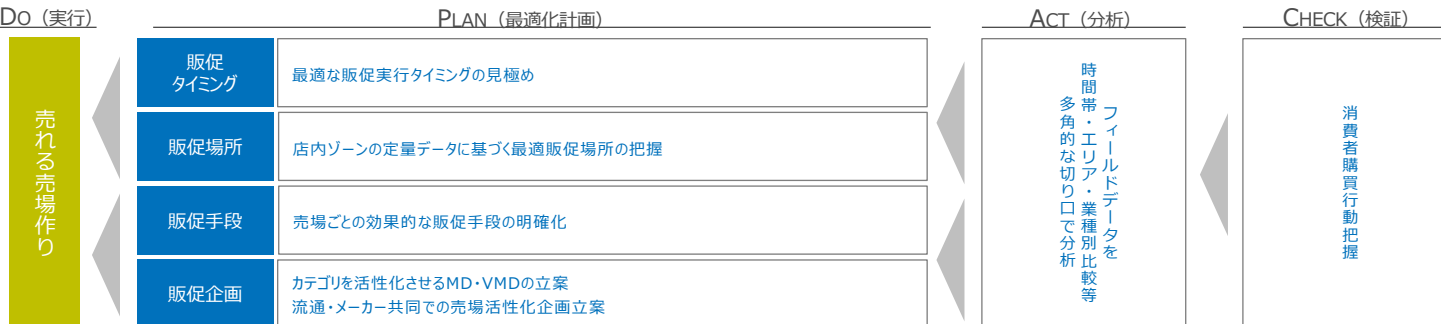 DO（実行）
PLAN（最適化計画）
ACT（分析）
CHECK（検証）
売れる売場作り
販促
タイミング
最適な販促実行タイミングの見極め
販促場所
店内ゾーンの定量データに基づく最適販促場所の把握
販促手段
売場ごとの効果的な販促手段の明確化
販促企画
カテゴリを活性化させるMD・VMDの立案
流通・メーカー共同での売場活性化企画立案
フィールドデータを
時間帯・エリア・業種別比較等
多角的な切り口で分析
消費者購買行動把握